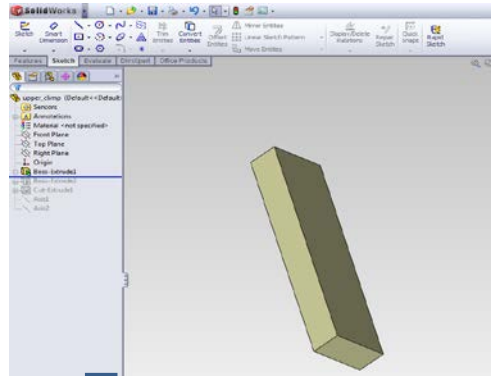 SolidWorks
Sketch
Smart Dimension
Trim Entities
Convert Entities
Offset Entities
Mirror Entities
Linear Sketch Pattern
Move Entities
Display/Delete Relations
Repair Sketch
Quick Snaps
Rapid Sketch
Features Sketch Evaluate DimXpert Office Products
upper_clamp (Default<<Default
Sensors
Annotations
Material <not specified>
Front Plane
Top Plane
Right Plane
Origin
Boss-Extrude1
Boss-Extrude2
Cut-Extrude1
Axis1
Axis2